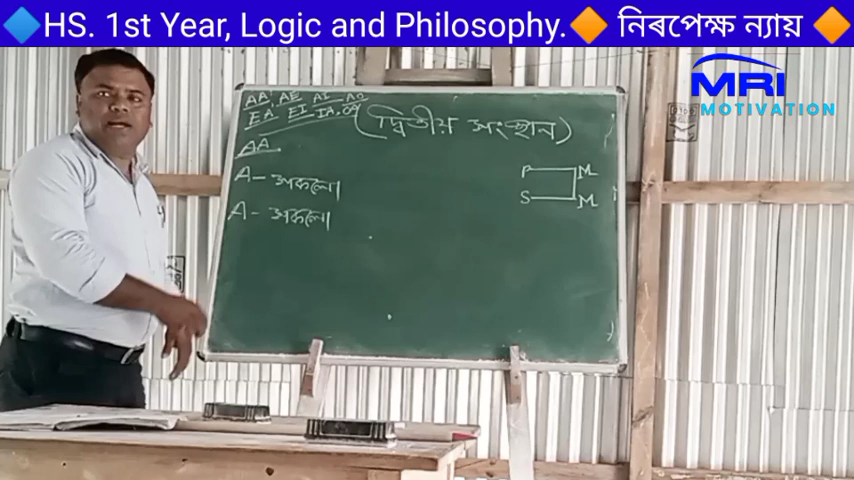 🔷HS. 1st Year, Logic and Philosophy.🔶 নিৰপেক্ষ ন্যায় 🔶
MRI
MOTIVATION
AA, AE, AI, AO
EA, EI, IA, OA
(দ্বিতীয় সংস্থান)
AA.
A- সকলো
A- সকলো
P M
S M